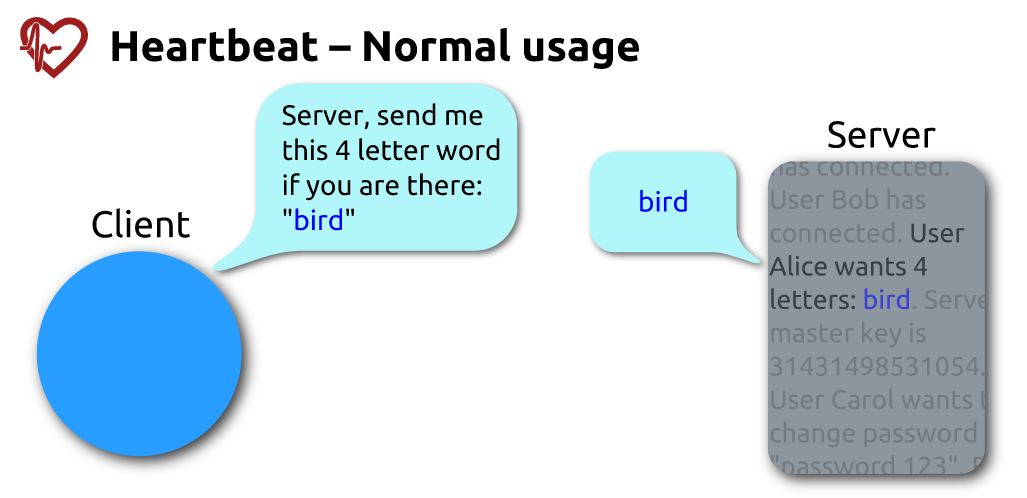 Heartbeat – Normal usage
Server, send me
this 4 letter word
if you are there:
"bird"
Client
bird
Server
has connected.
User Bob has
connected. User
Alice wants 4
letters: bird. Serve
master key is
31431498531054.
User Carol wants t
change password
"password 123".